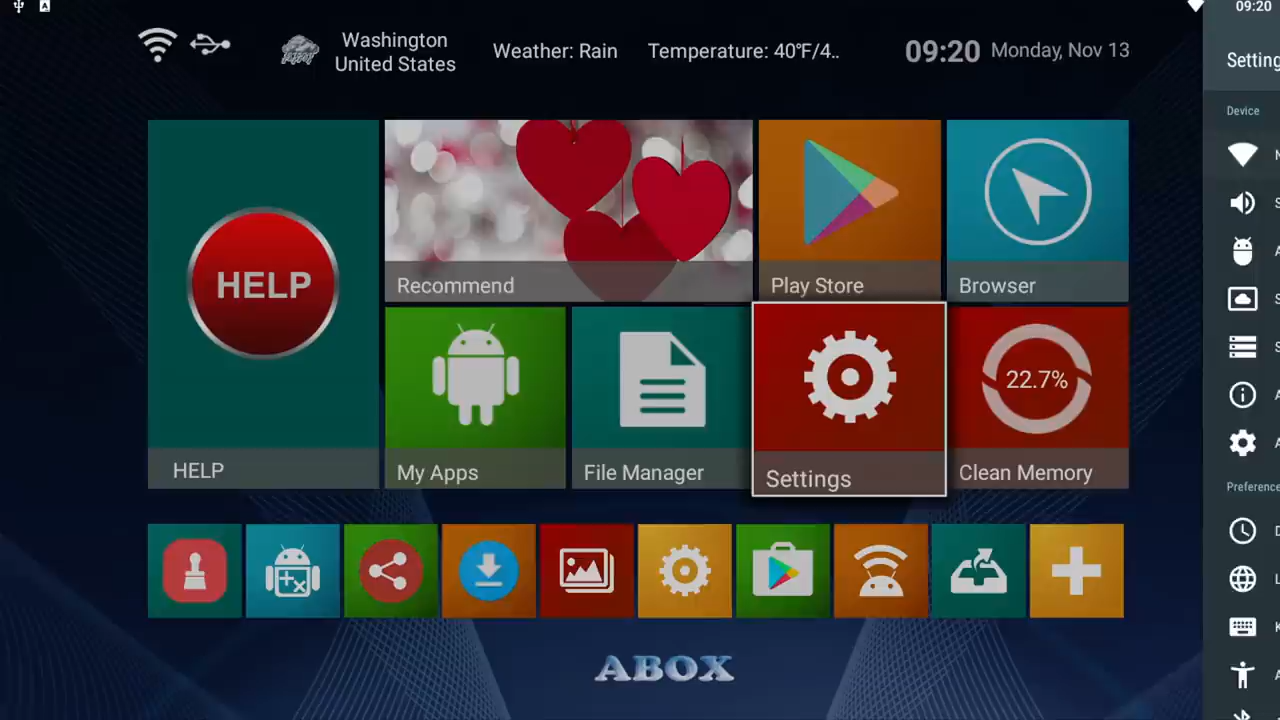 09:20
Washington
United States
Weather: Rain
Temperature: 40℉/4..
09:20 Monday, Nov 13
HELP
HELP
Recommend
Play Store
Browser
My Apps
File Manager
Settings
22.7%
Clean Memory
ABOX
Setting
Device
Preference